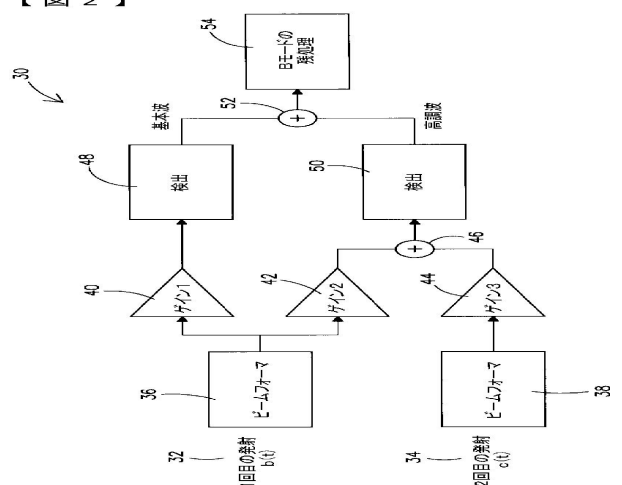 【図2】
30
32
1回目の発射
b(t)
34
2回目の発射
c(t)
36
ビームフォーマ
38
ビームフォーマ
40
ゲイン1
42
ゲイン2
44
ゲイン3
46
48
検出
50
検出
基本波
高調波
52
54
Bモードの
残処理